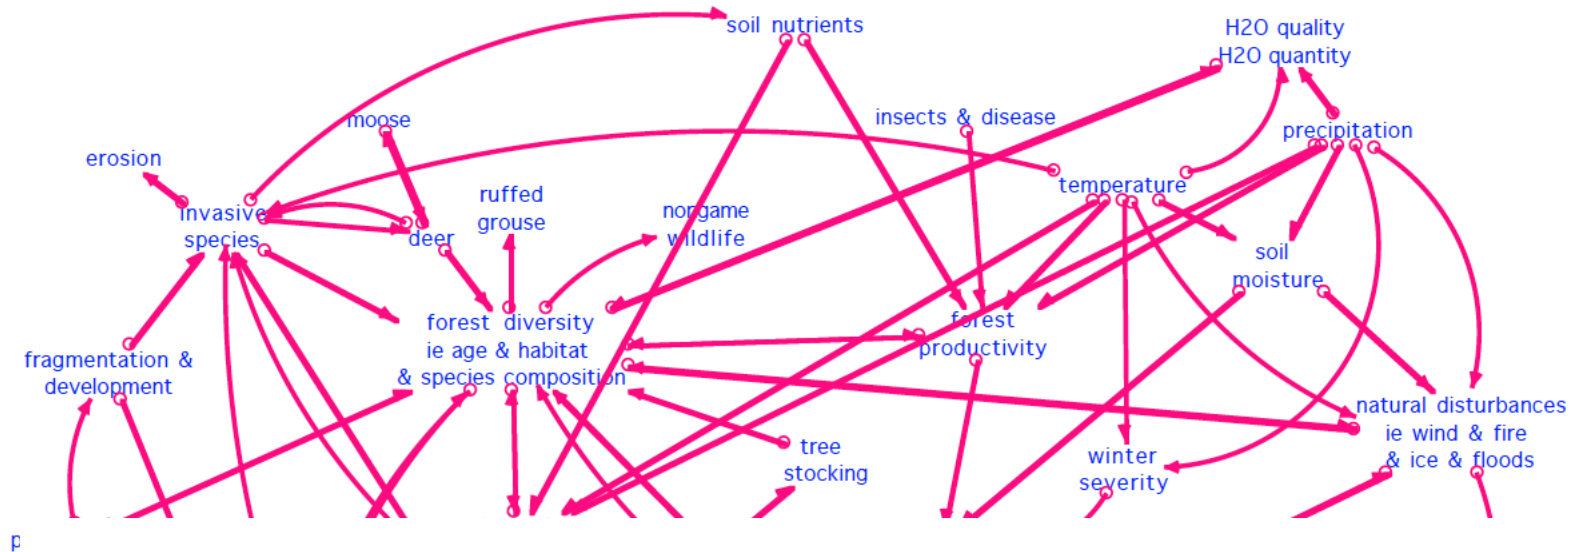 soil nutrients
H2O quality
H2O quantity
moose
insects & disease
precipitation
erosion
temperature
ruffed
grouse
invasive
species
nongame
wildlife
deer
soil
moisture
forest diversity
ie age & habitat
& species composition
forest
productivity
fragmentation &
development
natural disturbances
ie wind & fire
& ice & floods
tree
stocking
winter
severity
p